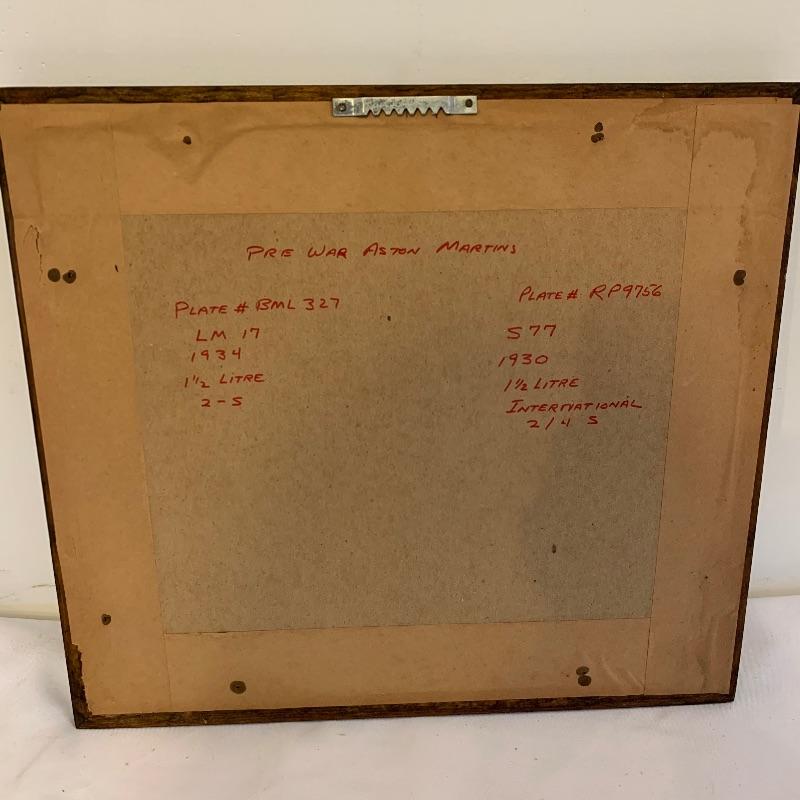 PRE WAR ASTON MARTINS
PLATE # BML 327
LM 17
1934
1½ LITRE
2-S
PLATE # RP9756
S77
1930
1½ LITRE
INTERNATIONAL
2/4 S